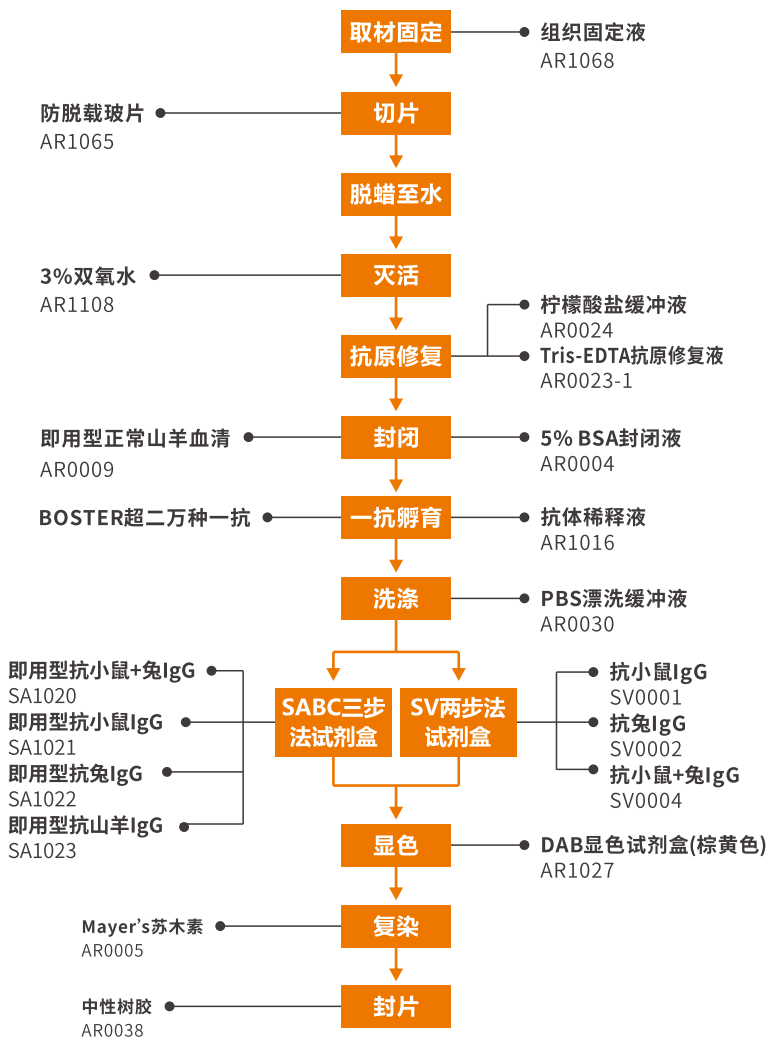 取材固定
组织固定液
AR1068
防脱载玻片
AR1065
切片
脱蜡至水
3%双氧水
AR1108
灭活
柠檬酸盐缓冲液
AR0024
抗原修复
Tris-EDTA抗原修复液
AR0023-1
即用型正常山羊血清
AR0009
封闭
5% BSA封闭液
AR0004
BOSTER超二万种一抗
一抗孵育
抗体稀释液
AR1016
洗涤
PBS漂洗缓冲液
AR0030
即用型抗小鼠+兔IgG
SA1020
即用型抗小鼠IgG
SA1021
即用型抗兔IgG
SA1022
即用型抗山羊IgG
SA1023
SABC三步
法试剂盒
SV两步法
试剂盒
抗小鼠IgG
SV0001
抗兔IgG
SV0002
抗小鼠+兔IgG
SV0004
显色
DAB显色试剂盒(棕黄色)
AR1027
Mayer’s苏木素
AR0005
复染
中性树胶
AR0038
封片